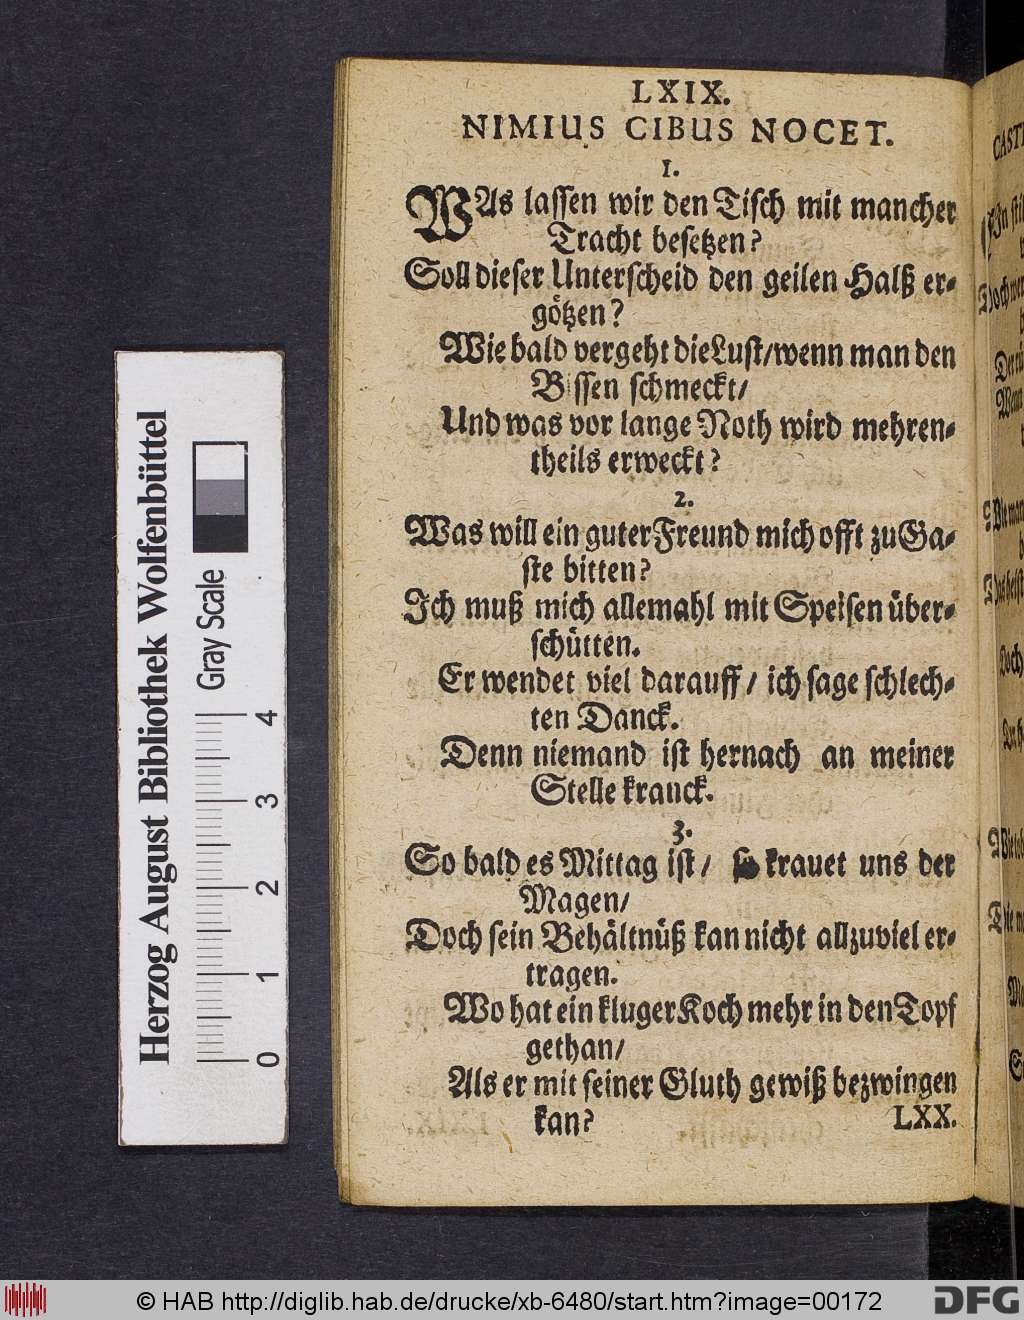 LXIX.
NIMIUS CIBUS NOCET.
1.
WAs lassen wir den Tisch mit mancher
Tracht besetzen?
Soll dieser Unterscheid den geilen Halß er-
götzen?
Wie bald vergeht die Lust/ wenn man den
Bissen schmeckt/
Und was vor lange Noth wird mehren-
theils erweckt?
2.
Was will ein guter Freund mich offt zu Ga-
ste bitten?
Ich muß mich allemahl mit Speisen über-
schütten.
Er wendet viel darauff/ ich sage schlech-
ten Danck.
Denn niemand ist hernach an meiner
Stelle kranck.
3.
So bald es Mittag ist/ so krauet uns der
Magen/
Doch sein Behältnüß kan nicht allzuviel er-
tragen.
Wo hat ein kluger Koch mehr in den Topf
gethan/
Als er mit seiner Gluth gewiß bezwingen
kan?
LXX.
Herzog August Bibliothek Wolfenbüttel
Gray Scale
0 1 2 3 4
© HAB http://diglib.hab.de/drucke/xb-6480/start.htm?image=00172
DFG